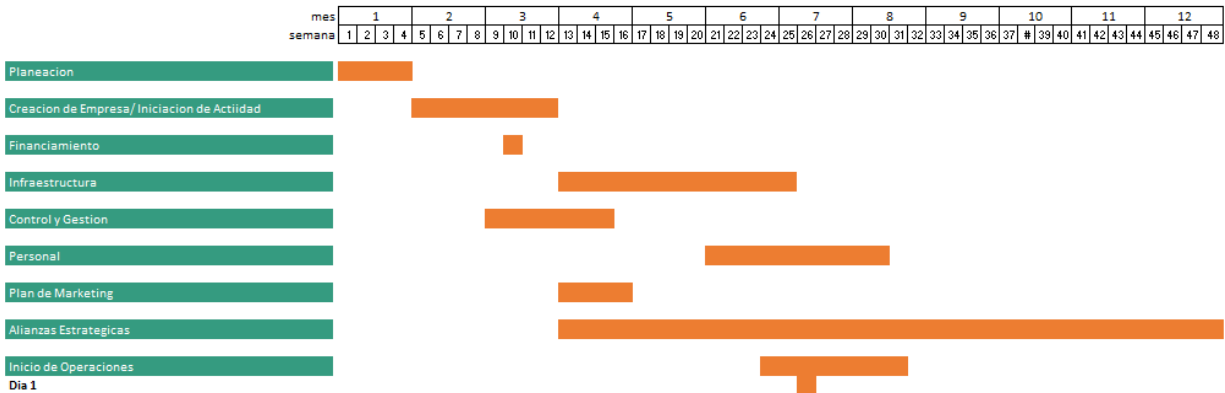 mes 1 2 3 4 5 6 7 8 9 10 11 12
semana 1 2 3 4 5 6 7 8 9 10 11 12 13 14 15 16 17 18 19 20 21 22 23 24 25 26 27 28 29 30 31 32 33 34 35 36 37 # 39 40 41 42 43 44 45 46 47 48
Planeacion
Creacion de Empresa/ Iniciacion de Actiidad
Financiamiento
Infraestructura
Control y Gestion
Personal
Plan de Marketing
Alianzas Estrategicas
Inicio de Operaciones
Dia 1